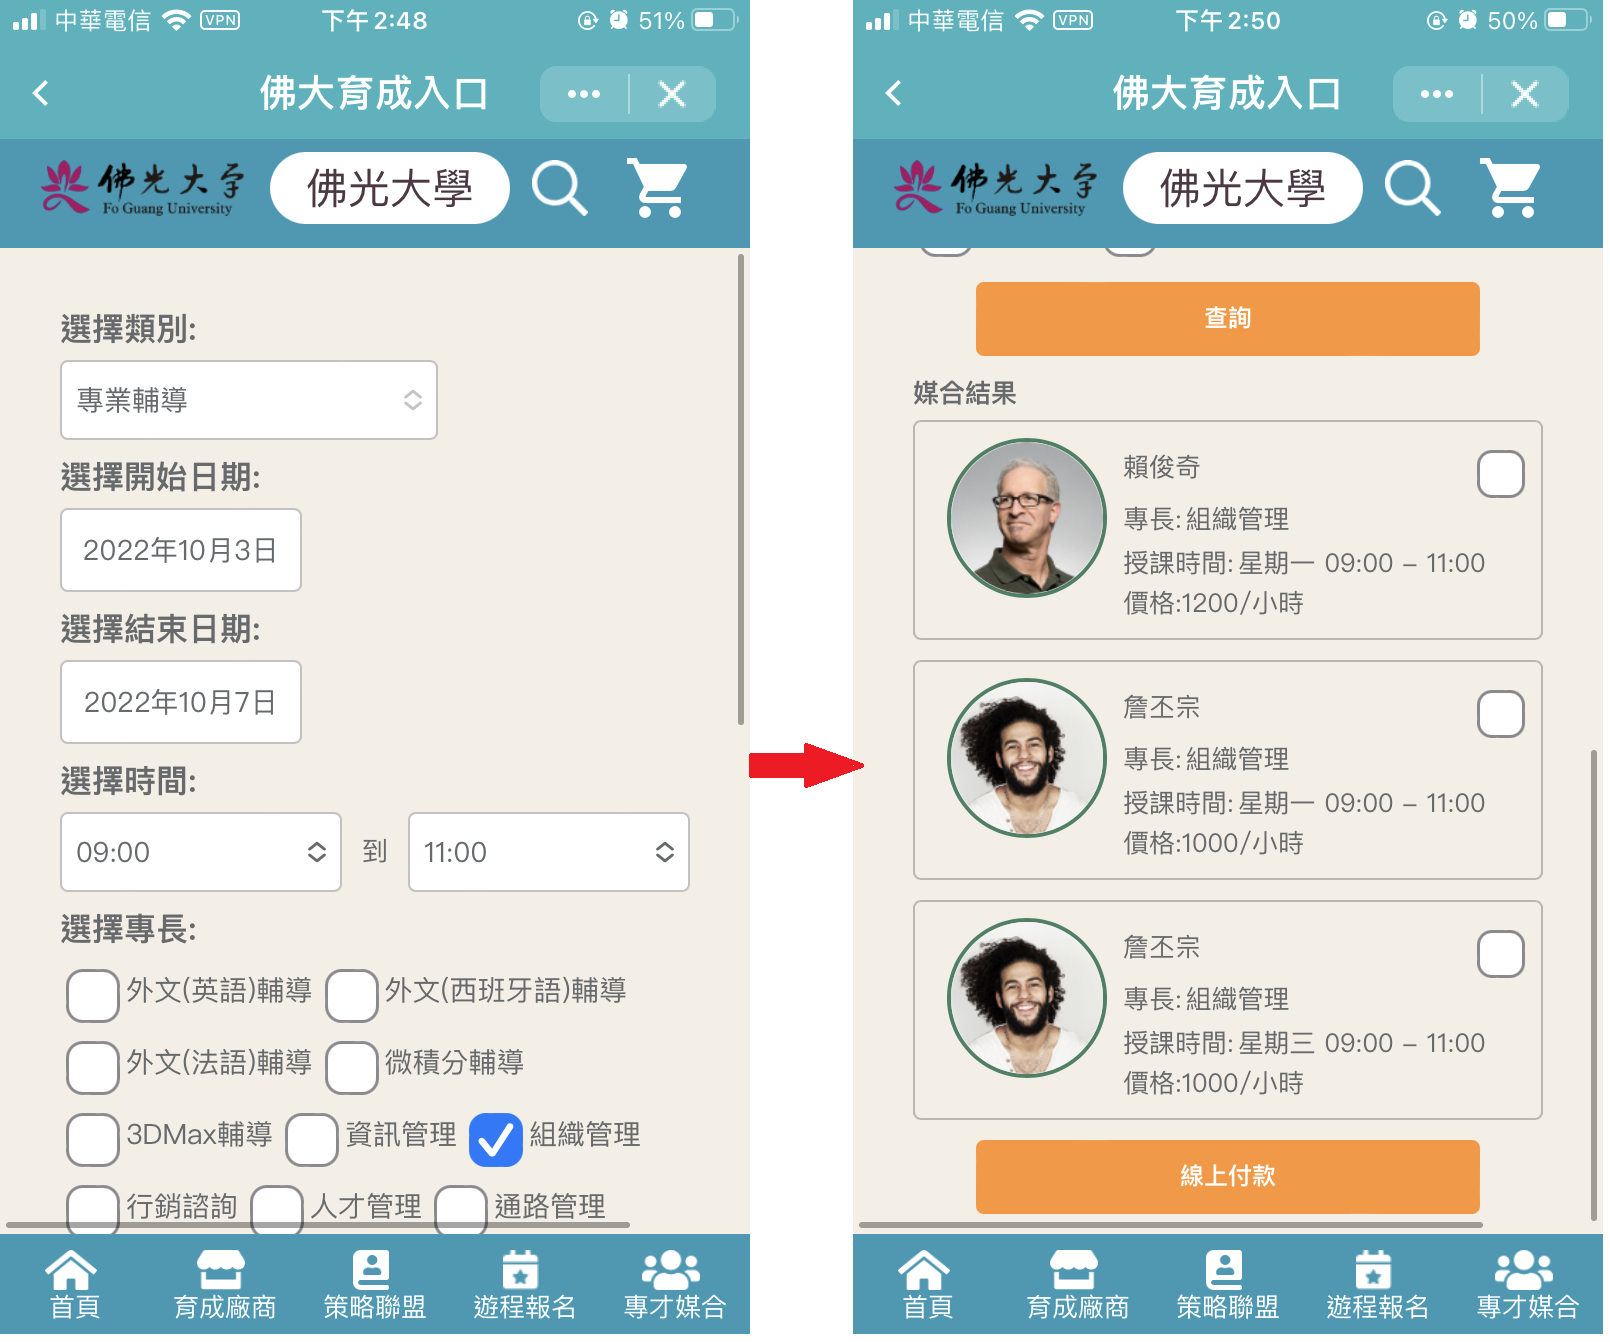 中華電信 VPN 下午2:48 51%
佛大育成入口
佛光大学 佛光大學
Fo Guang University
選擇類別:
專業輔導
選擇開始日期:
2022年10月3日
選擇結束日期:
2022年10月7日
選擇時間:
09:00 到 11:00
選擇專長:
外文(英語)輔導 外文(西班牙語)輔導
外文(法語)輔導 微積分輔導
3DMax輔導 資訊管理 組織管理
行銷諮詢 人才管理 通路管理
首頁 育成廠商 策略聯盟 遊程報名 專才媒合
中華電信 VPN 下午2:50 50%
佛大育成入口
佛光大学 佛光大學
Fo Guang University
查詢
媒合結果
賴俊奇
專長:組織管理
授課時間:星期一 09:00 – 11:00
價格:1200/小時
詹丕宗
專長:組織管理
授課時間:星期一 09:00 – 11:00
價格:1000/小時
詹丕宗
專長:組織管理
授課時間:星期三 09:00 – 11:00
價格:1000/小時
線上付款
首頁 育成廠商 策略聯盟 遊程報名 專才媒合